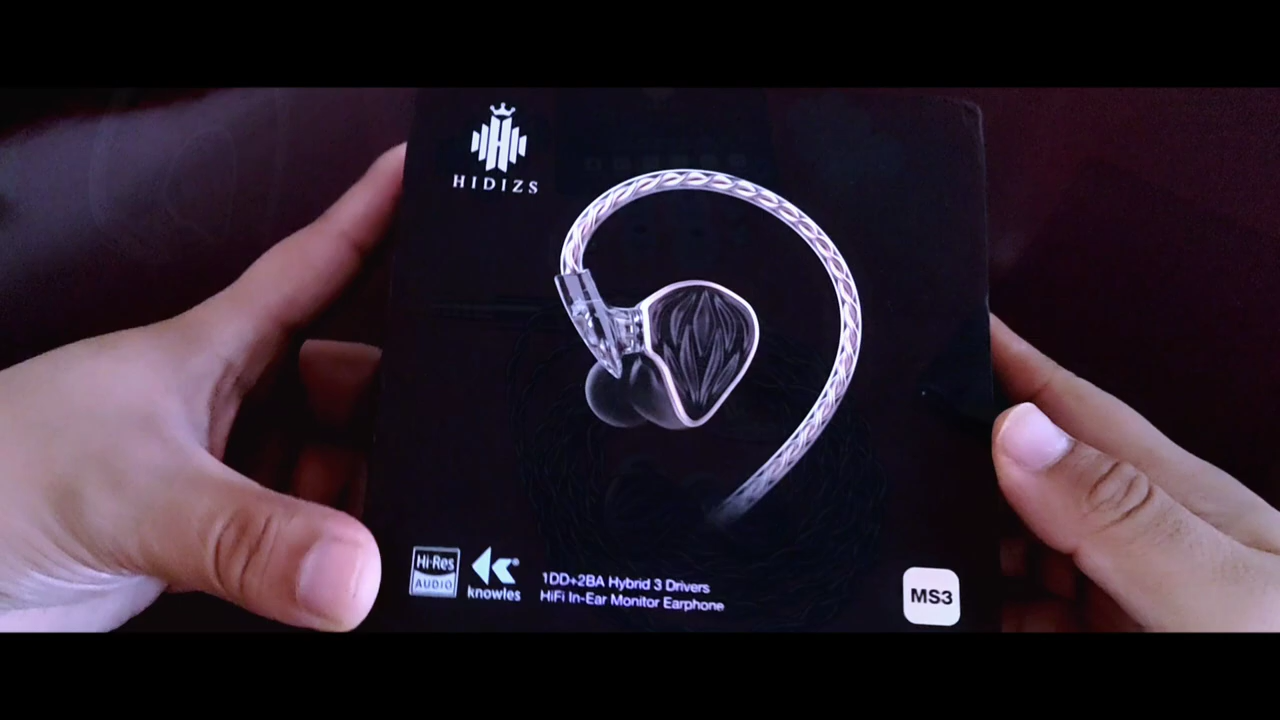 HIDIZS
Hi-Res
AUDIO
knowles
1DD+2BA Hybrid 3 Drivers
HiFi In-Ear Monitor Earphone
MS3